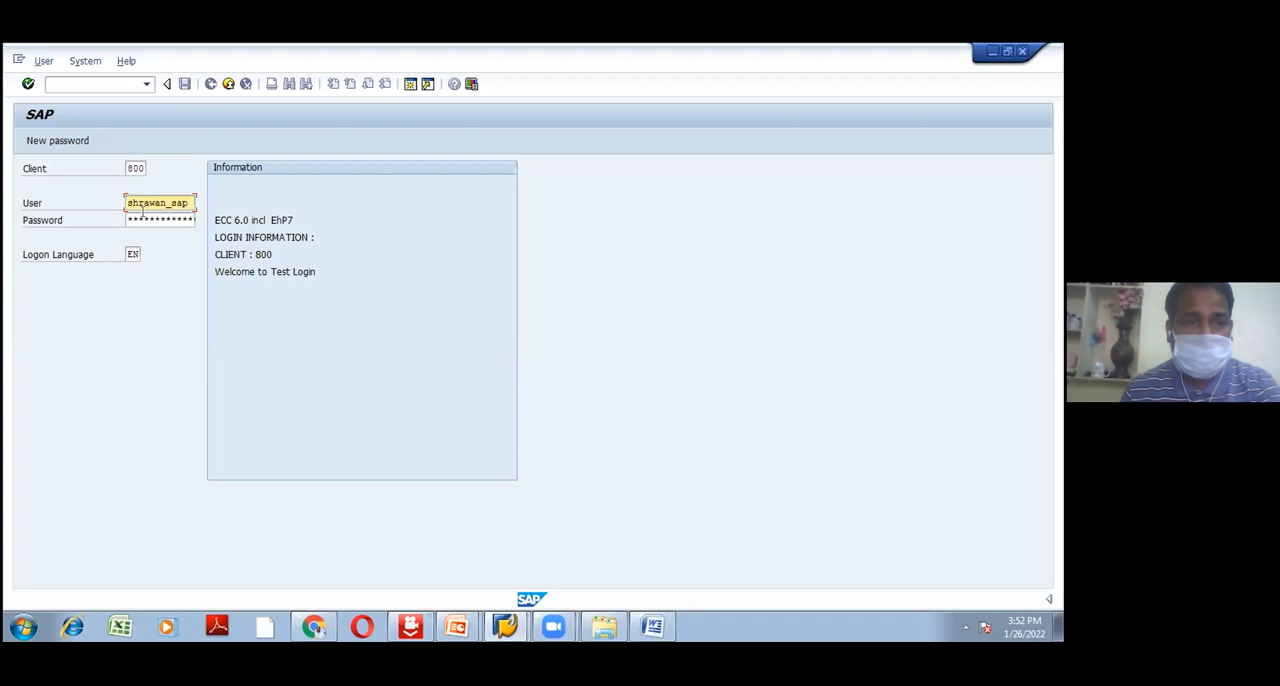 User System Help
SAP
New password
Client 800
Information
User shrawan_sap
Password ************
ECC 6.0 incl EhP7
LOGIN INFORMATION :
Logon Language EN
CLIENT : 800
Welcome to Test Login
SAP
3:52 PM
1/26/2022